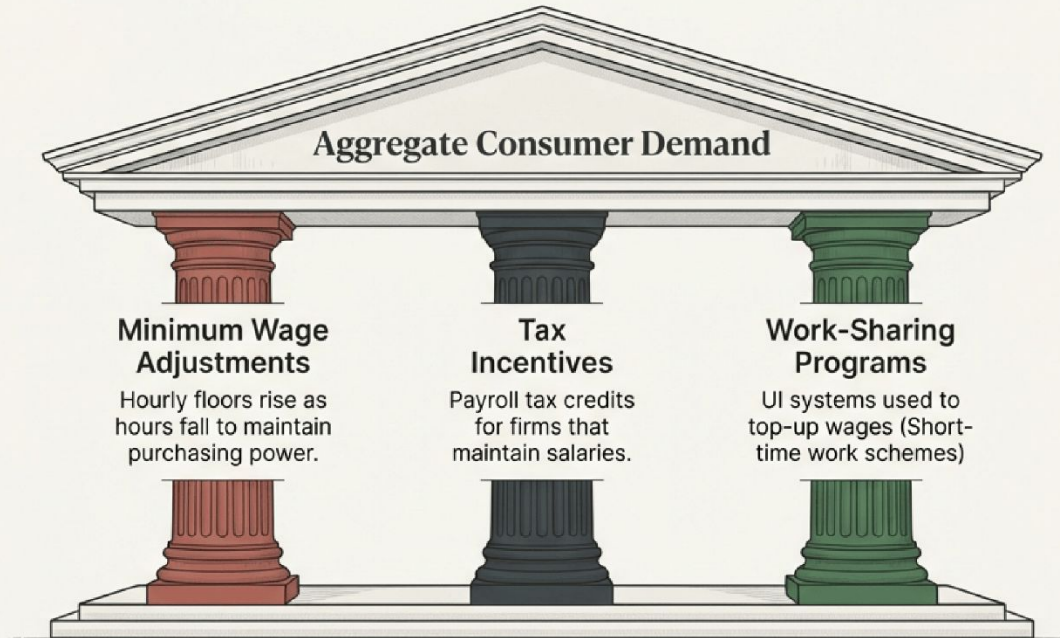 Aggregate Consumer Demand
Minimum Wage
Adjustments
Hourly floors rise as
hours fall to maintain
purchasing power.
Tax
Incentives
Payroll tax credits
for firms that
maintain salaries.
Work-Sharing
Programs
UI systems used to
top-up wages (Short-
time work schemes)